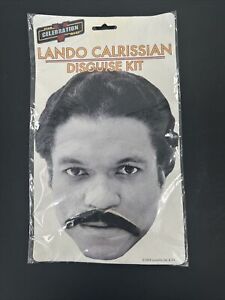 CELEBRATION
LANDO CALRISSIAN
DISGUISE KIT